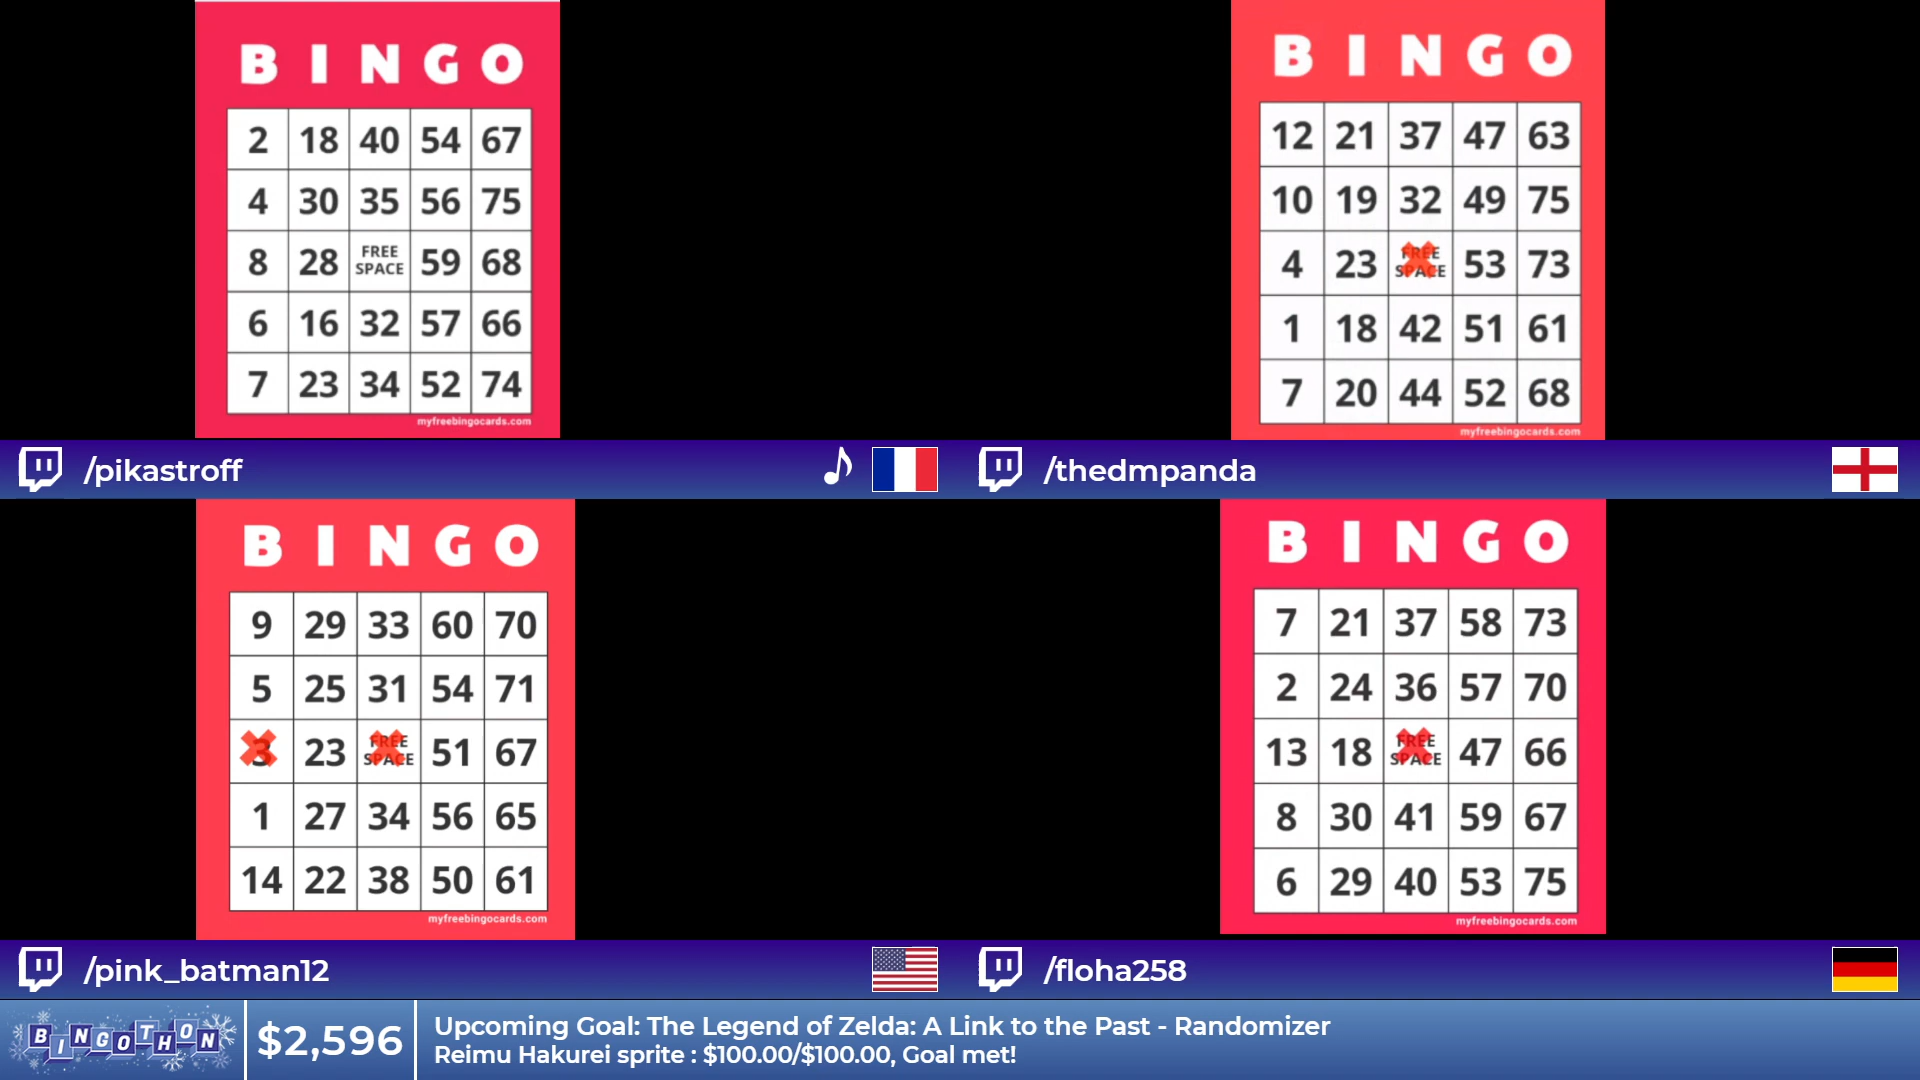 B I N G O
2 18 40 54 67
4 30 35 56 75
8 28 FREE SPACE 59 68
6 16 32 57 66
7 23 34 52 74
myfreebingocards.com
B I N G O
12 21 37 47 63
10 19 32 49 75
4 23 FREE SPACE 53 73
1 18 42 51 61
7 20 44 52 68
myfreebingocards.com
/pikastroff
/thedmpanda
B I N G O
9 29 33 60 70
5 25 31 54 71
3 23 FREE SPACE 51 67
1 27 34 56 65
14 22 38 50 61
myfreebingocards.com
B I N G O
7 21 37 58 73
2 24 36 57 70
13 18 FREE SPACE 47 66
8 30 41 59 67
6 29 40 53 75
myfreebingocards.com
/pink_batman12
/floha258
BINGOTHON
$2,596
Upcoming Goal: The Legend of Zelda: A Link to the Past - Randomizer
Reimu Hakurei sprite : $100.00/$100.00, Goal met!